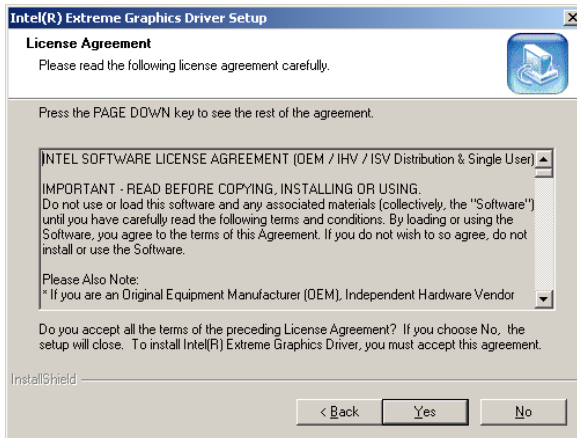 Intel(R) Extreme Graphics Driver Setup
License Agreement
Please read the following license agreement carefully.
Press the PAGE DOWN key to see the rest of the agreement.
INTEL SOFTWARE LICENSE AGREEMENT (OEM / IHV / ISV Distribution & Single User)
IMPORTANT - READ BEFORE COPYING, INSTALLING OR USING.
Do not use or load this software and any associated materials (collectively, the "Software")
until you have carefully read the following terms and conditions. By loading or using the
Software, you agree to the terms of this Agreement. If you do not wish to so agree, do not
install or use the Software.
Please Also Note:
* If you are an Original Equipment Manufacturer (OEM), Independent Hardware Vendor
Do you accept all the terms of the preceding License Agreement? If you choose No, the
setup will close. To install Intel(R) Extreme Graphics Driver, you must accept this agreement.
InstallShield
< Back
Yes
No